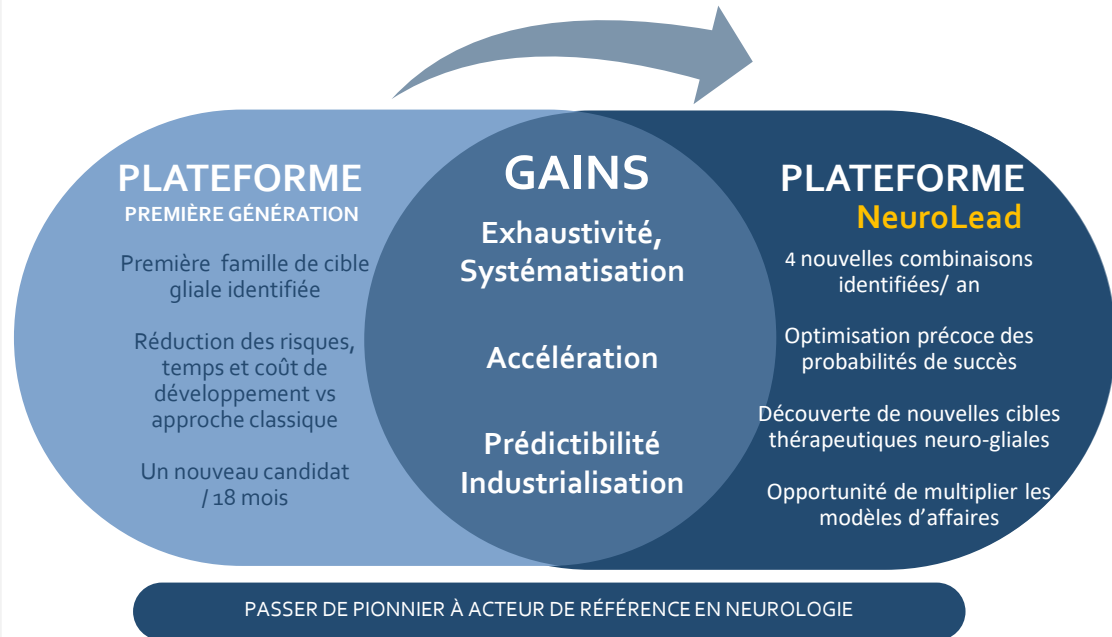 PLATEFORME
PREMIÈRE GÉNÉRATION
Première famille de cible
gliale identifiée
Réduction des risques,
temps et coût de
développement vs
approche classique
Un nouveau candidat
/ 18 mois
GAINS
Exhaustivité,
Systématisation
Accélération
Prédictibilité
Industrialisation
PLATEFORME
NeuroLead
4 nouvelles combinaisons
identifiées/ an
Optimisation précoce des
probabilités de succès
Découverte de nouvelles cibles
thérapeutiques neuro-gliales
Opportunité de multiplier les
modèles d'affaires
PASSER DE PIONNIER À ACTEUR DE RÉFÉRENCE EN NEUROLOGIE